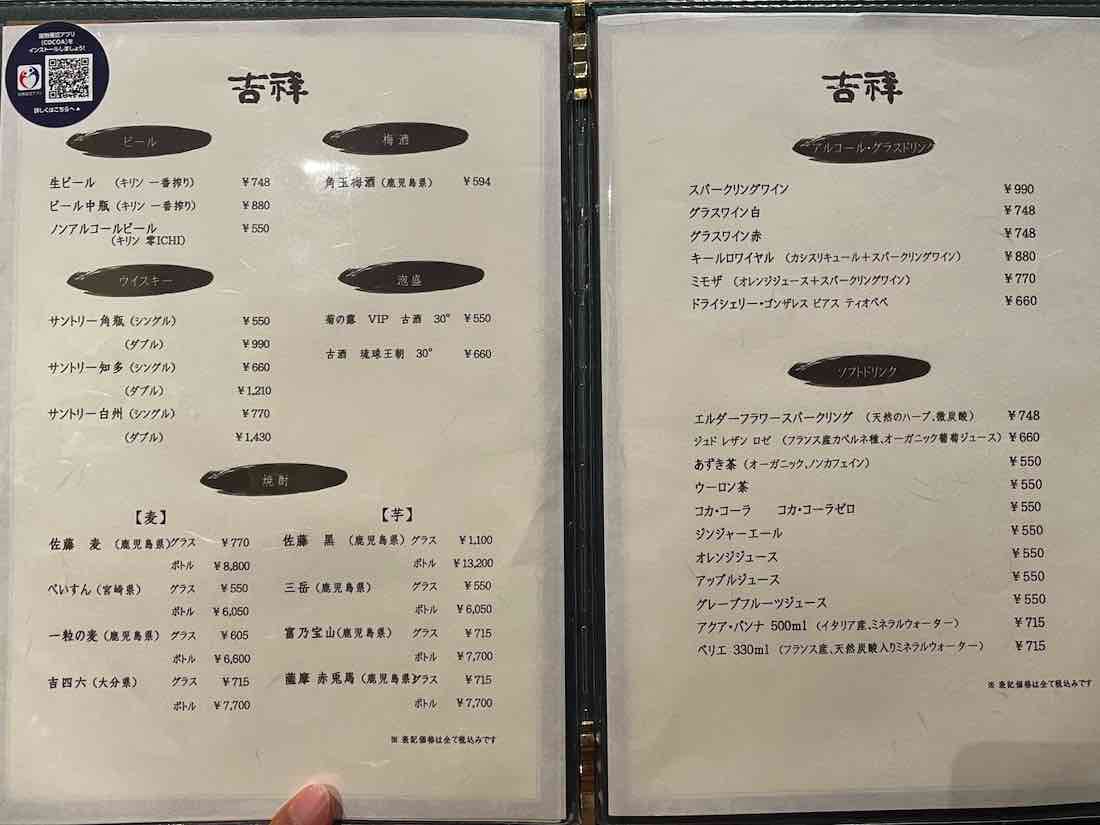 接触確認アプリ
(COCOA)を
インストールしましょう!
詳しくはこちらへ▲
吉祥
ビール
生ビール (キリン 一番搾り) ¥748
ビール中瓶 (キリン 一番搾り) ¥880
ノンアルコールビール ¥550
(キリン 零ICHI)
梅酒
角玉梅酒 (鹿児島県) ¥594
ウイスキー
サントリー角瓶 (シングル) ¥550
(ダブル) ¥990
サントリー知多 (シングル) ¥660
(ダブル) ¥1,210
サントリー白州 (シングル) ¥770
(ダブル) ¥1,430
泡盛
菊の露 VIP 古酒 30° ¥550
古酒 琉球王朝 30° ¥660
焼酎
【麦】
佐藤 麦 (鹿児島県)グラス ¥770
ボトル ¥8,800
ぺいすん (宮崎県) グラス ¥550
ボトル ¥6,050
一粒の麦 (鹿児島県) グラス ¥605
ボトル ¥6,600
吉四六 (大分県) グラス ¥715
ボトル ¥7,700
【芋】
佐藤 黒 (鹿児島県) グラス ¥1,100
ボトル ¥13,200
三岳 (鹿児島県) グラス ¥550
ボトル ¥6,050
富乃宝山(鹿児島県) グラス ¥715
ボトル ¥7,700
薩摩 赤兎馬 (鹿児島県)グラス ¥715
ボトル ¥7,700
※ 表記価格は全て税込みです
吉祥
アルコール・グラスドリン
スパークリングワイン ¥990
グラスワイン白 ¥748
グラスワイン赤 ¥748
キールロワイヤル (カシスリキュール+スパークリングワイン) ¥880
ミモザ (オレンジジュース+スパークリングワイン) ¥770
ドライシェリー・ゴンザレス ビアス ティオペペ ¥660
ソフトドリンク
エルダーフラワースパークリング (天然のハーブ、微炭酸) ¥748
ジュド レザン ロゼ (フランス産カベルネ種、オーガニック葡萄ジュース) ¥660
あずき茶 (オーガニック、ノンカフェイン) ¥550
ウーロン茶 ¥550
コカ・コーラ コカ・コーラゼロ ¥550
ジンジャーエール ¥550
オレンジジュース ¥550
アップルジュース ¥550
グレープフルーツジュース ¥550
アクア・パンナ 500ml (イタリア産、ミネラルウォーター) ¥715
ペリエ 330ml (フランス産、天然炭酸入りミネラルウォーター) ¥715
※ 表記価格は全て税込みです